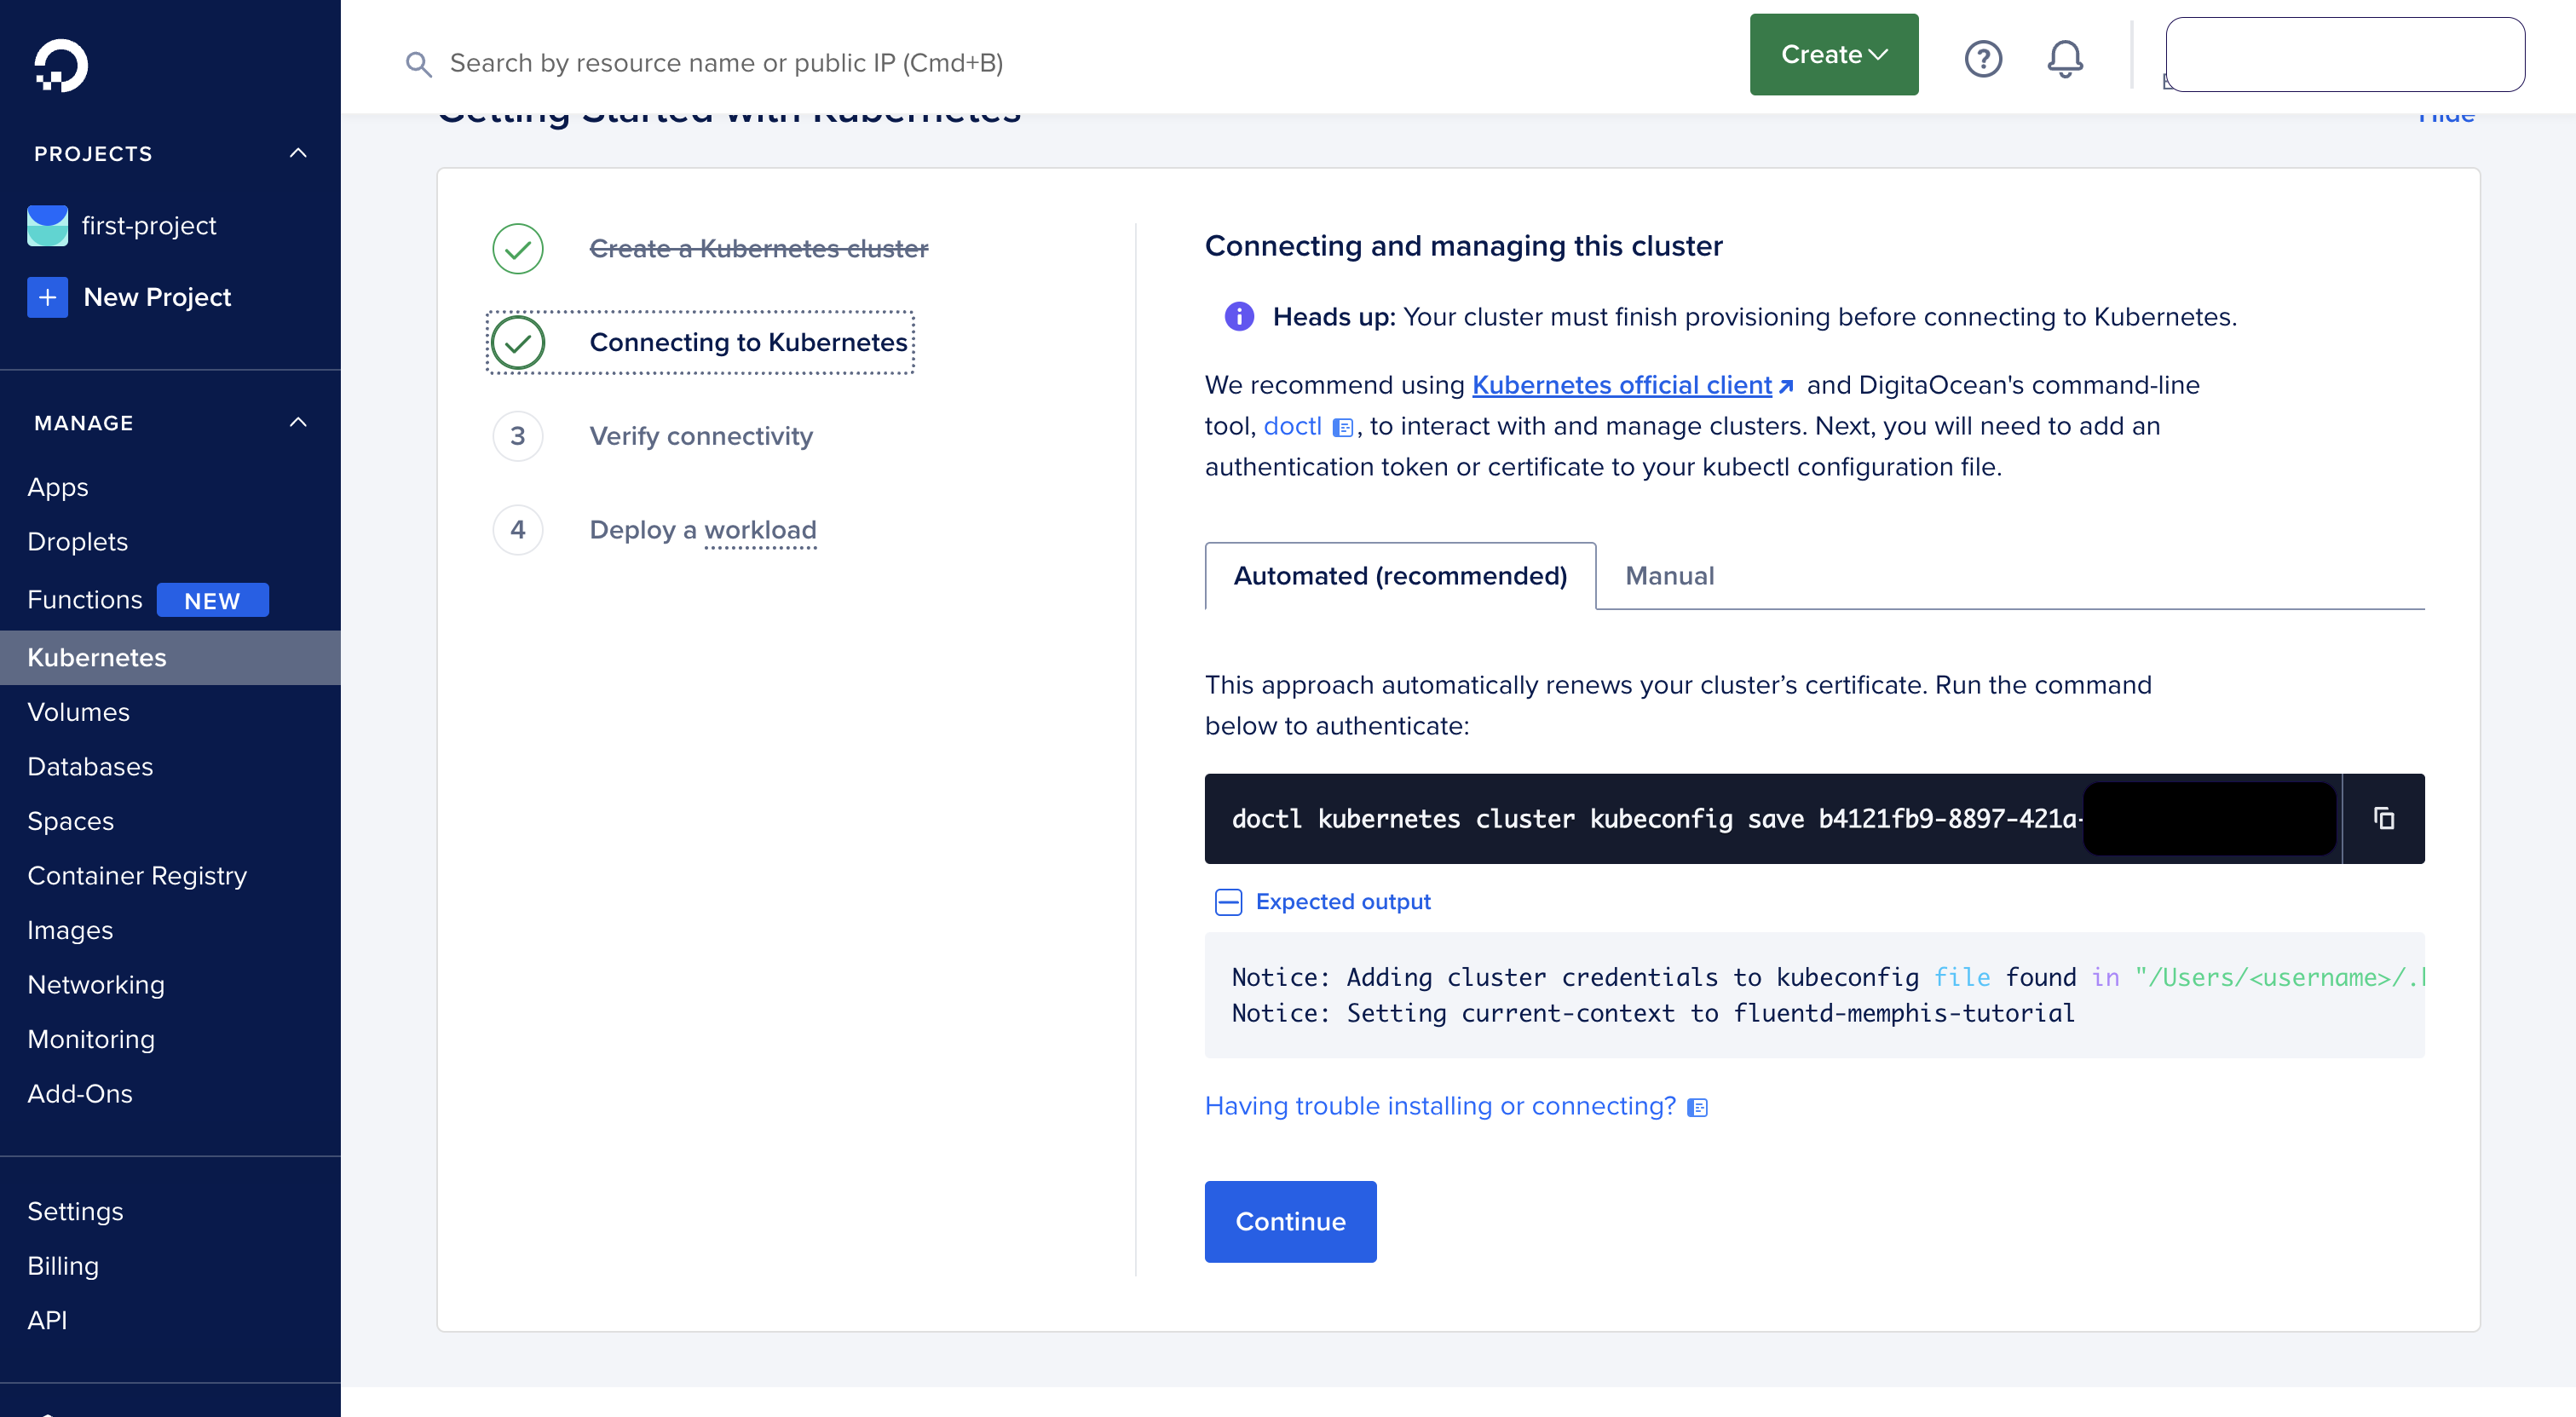 PROJECTS
first-project
+ New Project
MANAGE
Apps
Droplets
Functions NEW
Kubernetes
Volumes
Databases
Spaces
Container Registry
Images
Networking
Monitoring
Add-Ons
Settings
Billing
API
Search by resource name or public IP (Cmd+B)
Create
Getting Started with Kubernetes
Hide
Create a Kubernetes cluster
Connecting to Kubernetes
3 Verify connectivity
4 Deploy a workload
Connecting and managing this cluster
Heads up: Your cluster must finish provisioning before connecting to Kubernetes.
We recommend using Kubernetes official client and DigitaOcean's command-line
tool, doctl , to interact with and manage clusters. Next, you will need to add an
authentication token or certificate to your kubectl configuration file.
Automated (recommended) Manual
This approach automatically renews your cluster’s certificate. Run the command
below to authenticate:
doctl kubernetes cluster kubeconfig save b4121fb9-8897-421a-
Expected output
Notice: Adding cluster credentials to kubeconfig file found in "/Users/<username>/.
Notice: Setting current-context to fluentd-memphis-tutorial
Having trouble installing or connecting?
Continue